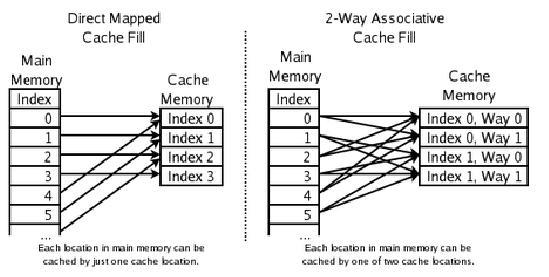 Direct Mapped
Cache Fill
Main
Memory
Index
0
1
2
3
4
5
...
Cache
Memory
Index 0
Index 1
Index 2
Index 3
Each location in main memory can be
cached by just one cache location.
2-Way Associative
Cache Fill
Main
Memory
Index
0
1
2
3
4
5
...
Cache
Memory
Index 0, Way 0
Index 0, Way 1
Index 1, Way 0
Index 1, Way 1
Each location in main memory can be
cached by one of two cache locations.